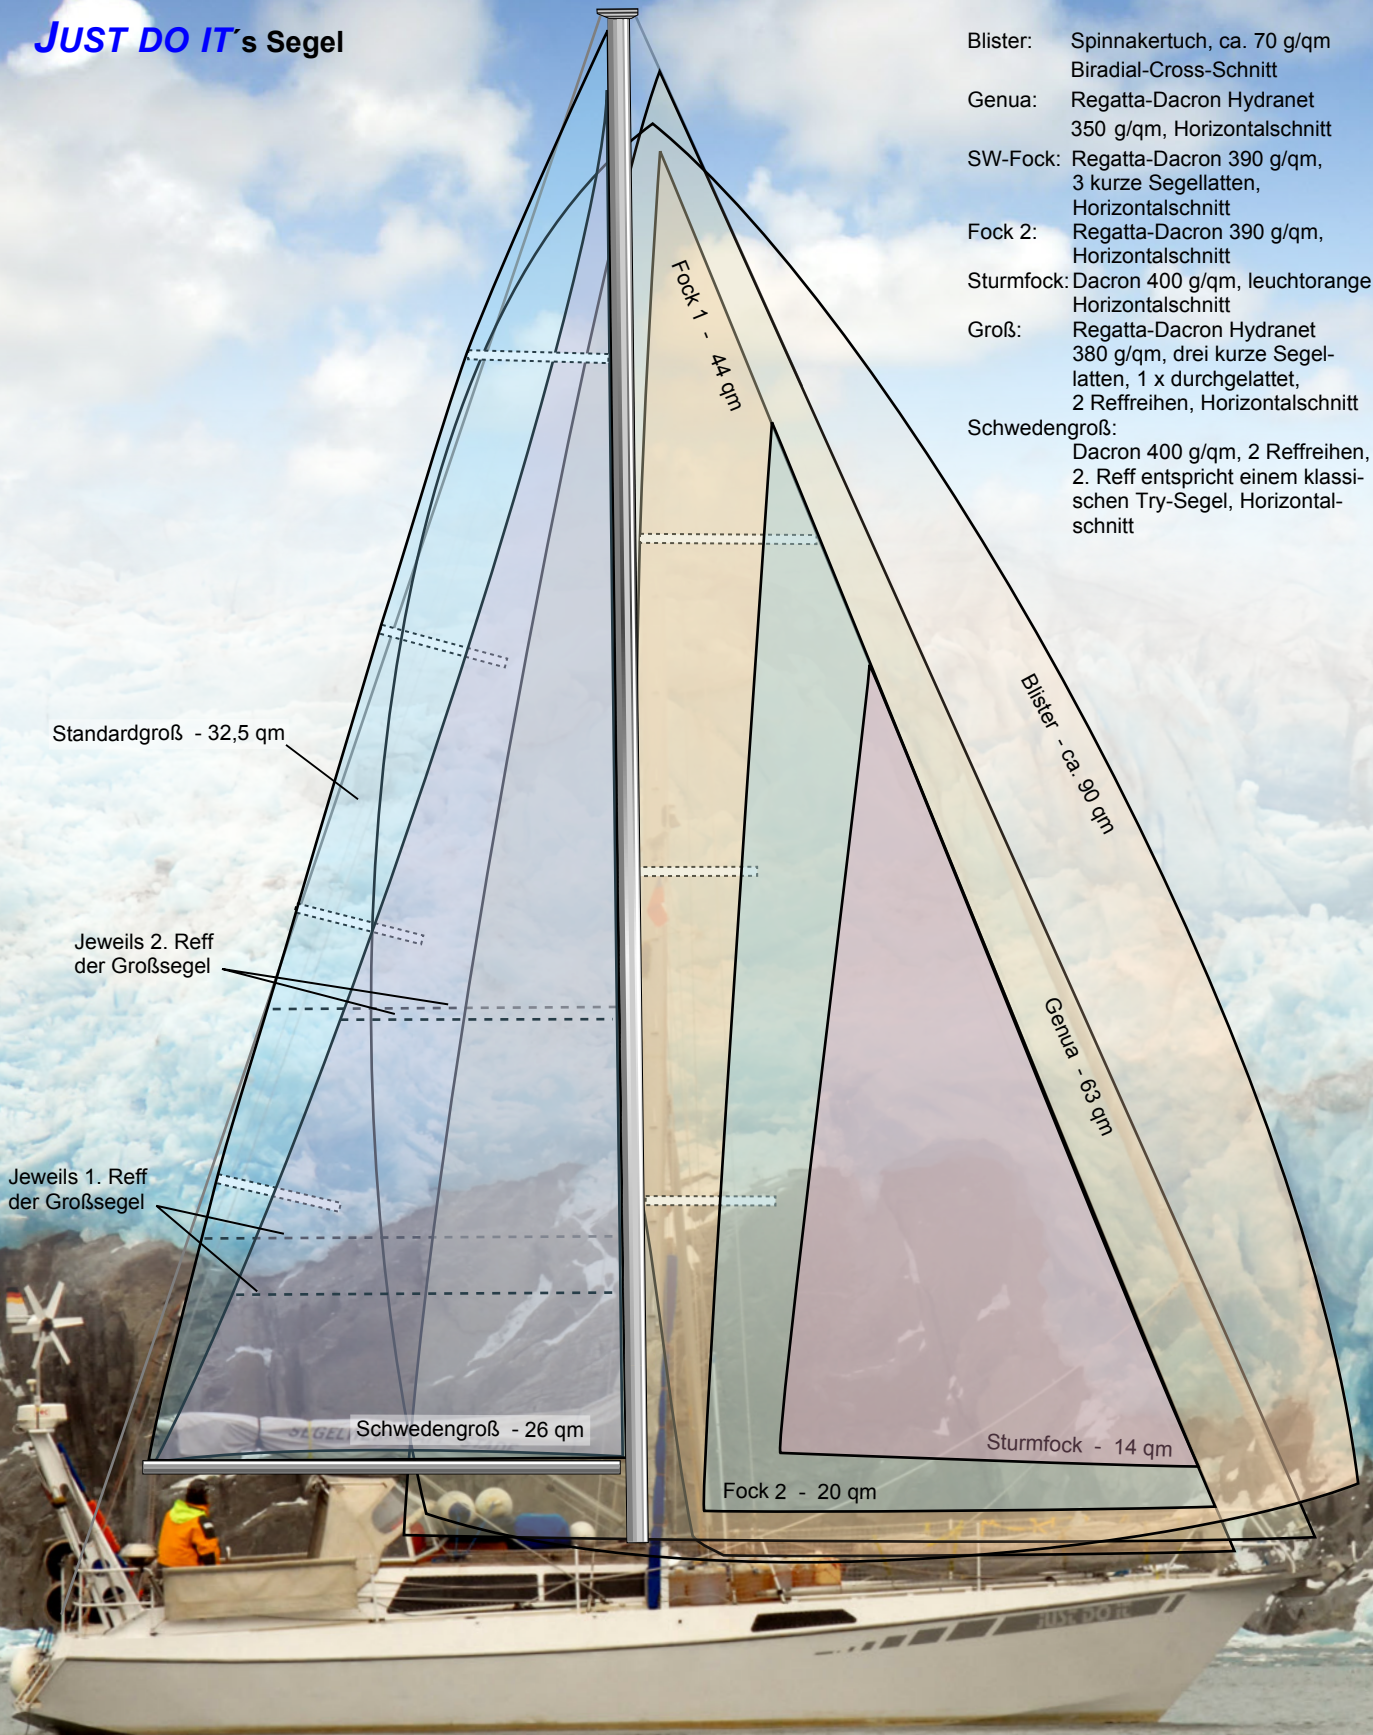 JUST DO IT´s Segel
Blister: Spinnakertuch, ca. 70 g/qm
Biradial-Cross-Schnitt
Genua: Regatta-Dacron Hydranet
350 g/qm, Horizontalschnitt
SW-Fock: Regatta-Dacron 390 g/qm,
3 kurze Segellatten,
Horizontalschnitt
Fock 2: Regatta-Dacron 390 g/qm,
Horizontalschnitt
Sturmfock: Dacron 400 g/qm, leuchtorange
Horizontalschnitt
Groß: Regatta-Dacron Hydranet
380 g/qm, drei kurze Segel-
latten, 1 x durchgelattet,
2 Reffreihen, Horizontalschnitt
Schwedengroß:
Dacron 400 g/qm, 2 Reffreihen,
2. Reff entspricht einem klassi-
schen Try-Segel, Horizontal-
schnitt
Fock 1 - 44 qm
Blister - ca. 90 qm
Standardgroß - 32,5 qm
Jeweils 2. Reff
der Großsegel
Genua - 63 qm
Jeweils 1. Reff
der Großsegel
Schwedengroß - 26 qm
Sturmfock - 14 qm
Fock 2 - 20 qm
JUST DO IT